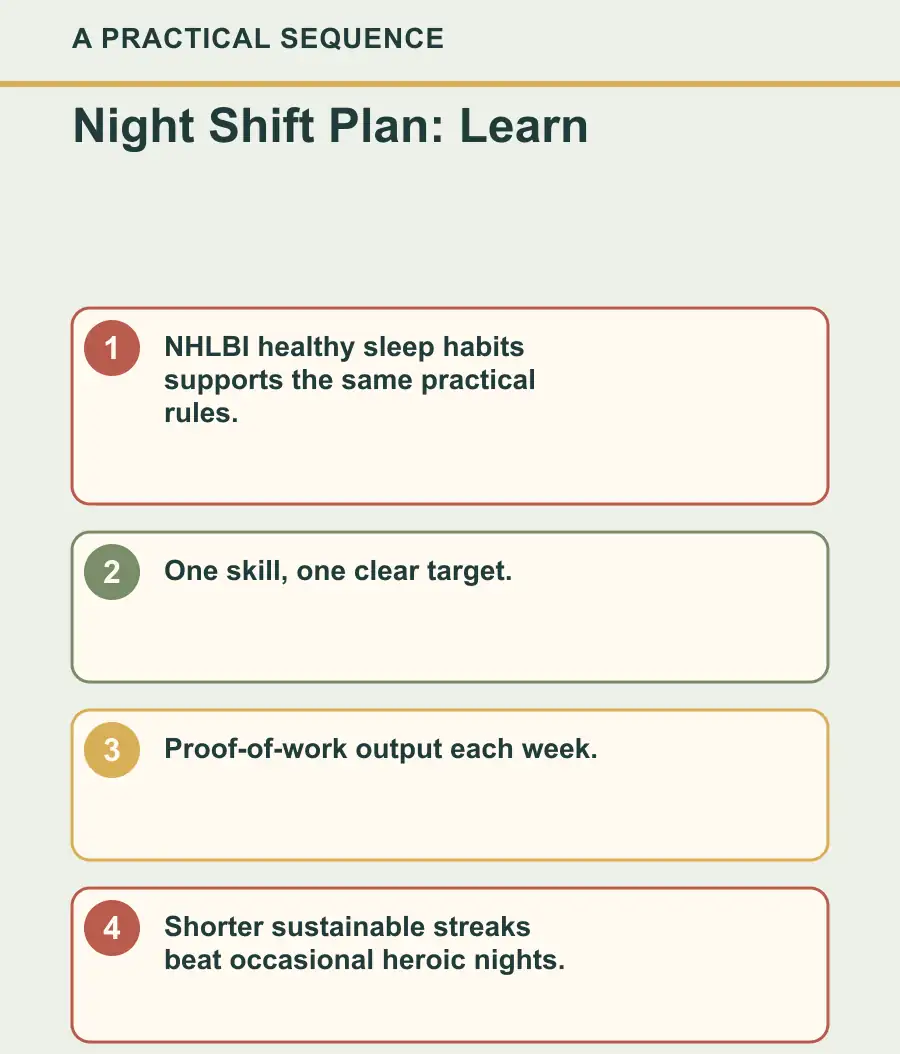 A PRACTICAL SEQUENCE
Night Shift Plan: Learn
1
NHLBI healthy sleep habits
supports the same practical
rules.
2
One skill, one clear target.
3
Proof-of-work output each week.
4
Shorter sustainable streaks
beat occasional heroic nights.